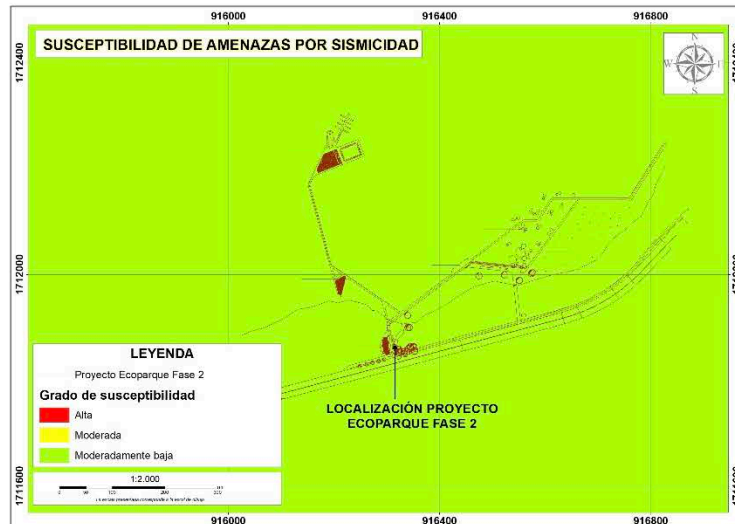 916000 916400 916800
SUSCEPTIBILIDAD DE AMENAZAS POR SISMICIDAD
N
W
S
1712400
1712000
1711600
LEYENDA
Proyecto Ecoparque Fase 2
Grado de susceptibilidad
Alta
Moderada
Moderadamente baja
1:2.000
LOCALIZACIÓN PROYECTO
ECOPARQUE FASE 2
916000 916400 916800